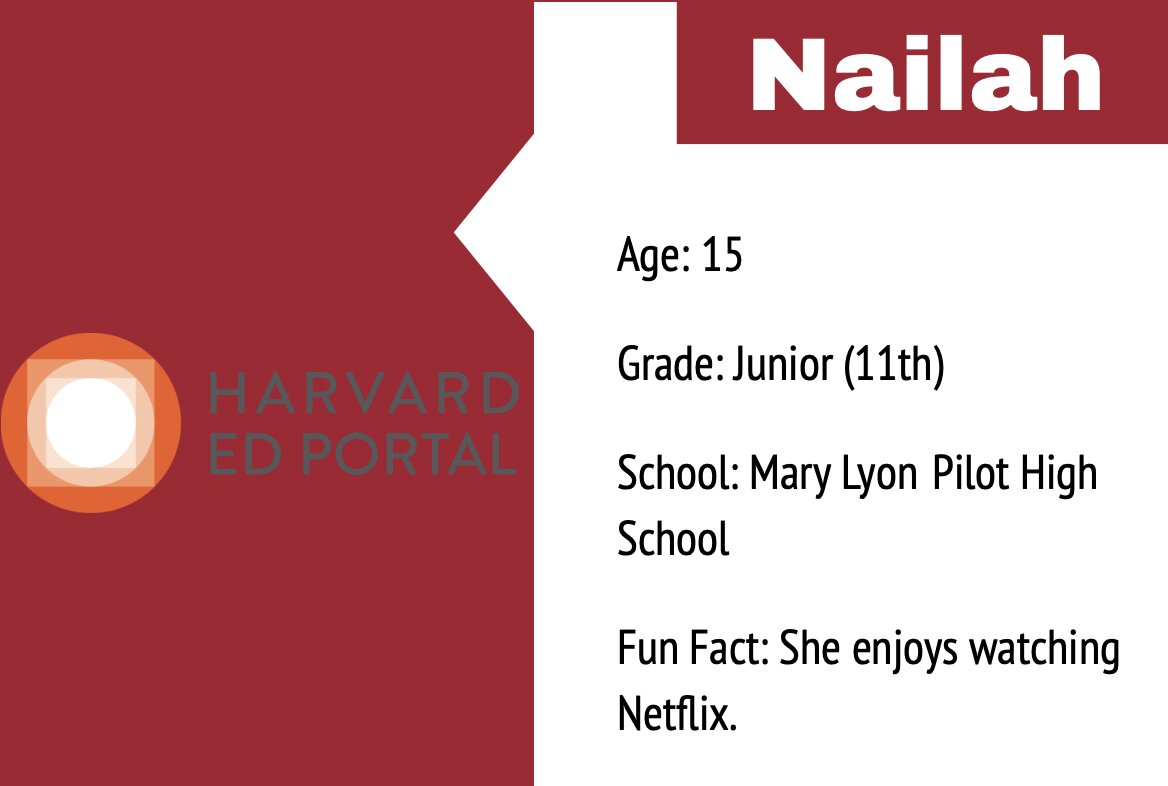 Nailah
HARVARD
ED PORTAL
Age: 15
Grade: Junior (11th)
School: Mary Lyon Pilot High
School
Fun Fact: She enjoys watching
Netflix.